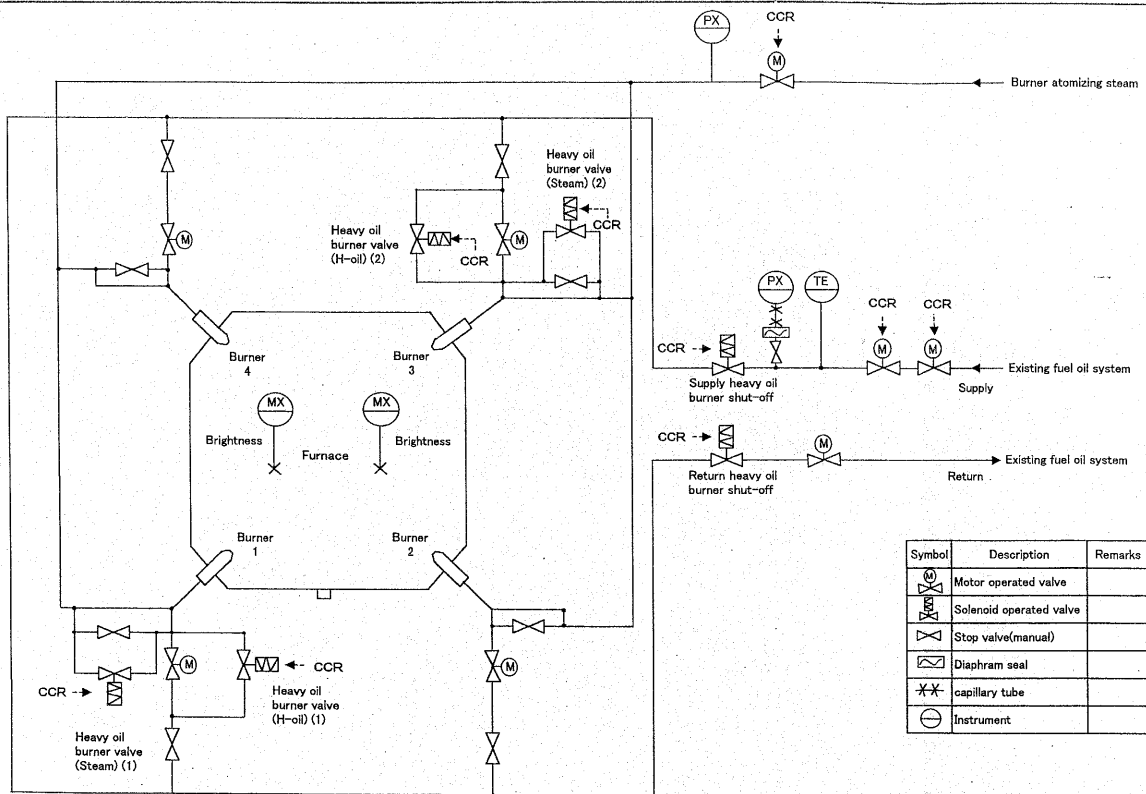 PX
CCR
M
Burner atomizing steam
Heavy oil
burner valve
(Steam) (2)
CCR
Heavy oil
burner valve
(H-oil) (2)
CCR
M
M
PX
TE
CCR
CCR
M
M
CCR
Supply heavy oil
burner shut-off
Supply
Existing fuel oil system
Burner
4
Burner
3
MX
MX
Brightness
Brightness
Furnace
CCR
M
Return heavy oil
burner shut-off
Return
Existing fuel oil system
Burner
1
Burner
2
M
CCR
M
CCR
Heavy oil
burner valve
(H-oil) (1)
Heavy oil
burner valve
(Steam) (1)
Symbol Description Remarks
M Motor operated valve
Solenoid operated valve
Stop valve(manual)
Diaphram seal
capillary tube
Instrument